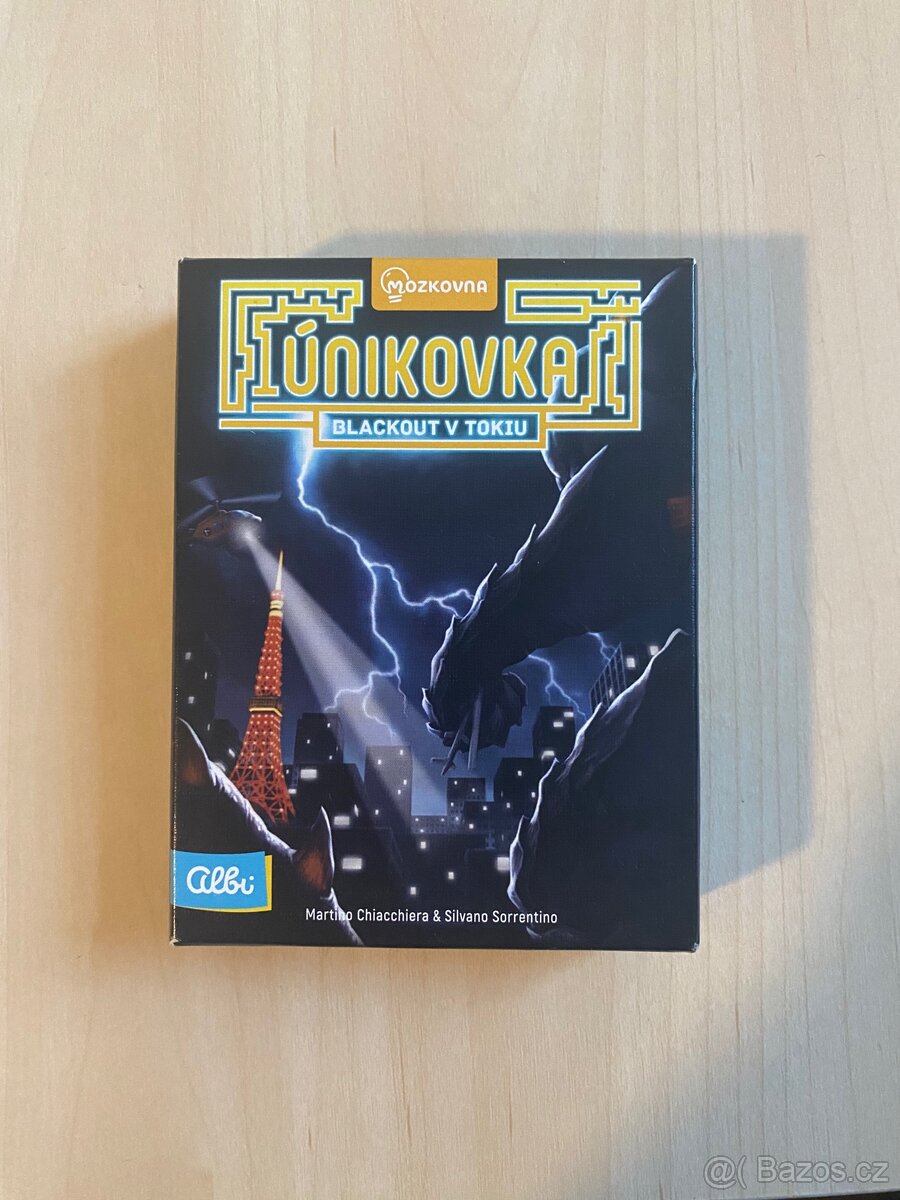 MOZKOVNA
ÚNIKOVKA
BLACKOUT V TOKIU
albi
Martino Chiacchiera & Silvano Sorrentino
@( Bazos.cz